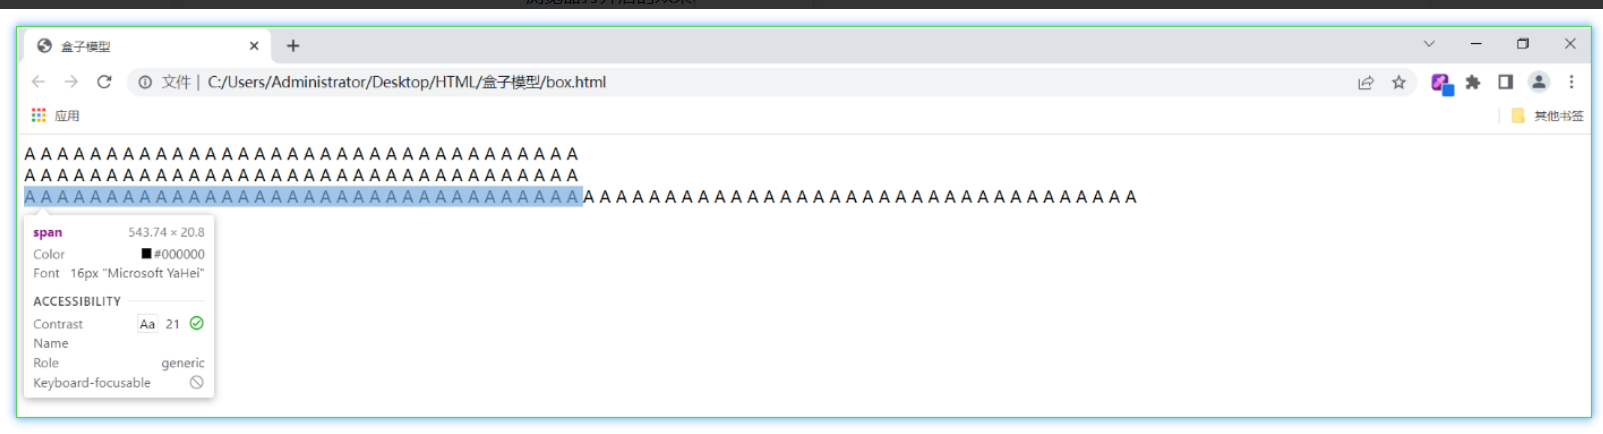 盒子模型
文件 | C:/Users/Administrator/Desktop/HTML/盒子模型/box.html
应用 其他书签
A A A A A A A A A A A A A A A A A A A A A A A A A A A A A A A A A A
A A A A A A A A A A A A A A A A A A A A A A A A A A A A A A A A A A
A A A A A A A A A A A A A A A A A A A A A A A A A A A A A A A A A A A A A A A A A A A A A A A A A A A A A A A A A A A A A A A A A A A A
span 543.74 × 20.8
Color #000000
Font 16px "Microsoft YaHei"
ACCESSIBILITY
Contrast Aa 21
Name
Role generic
Keyboard-focusable